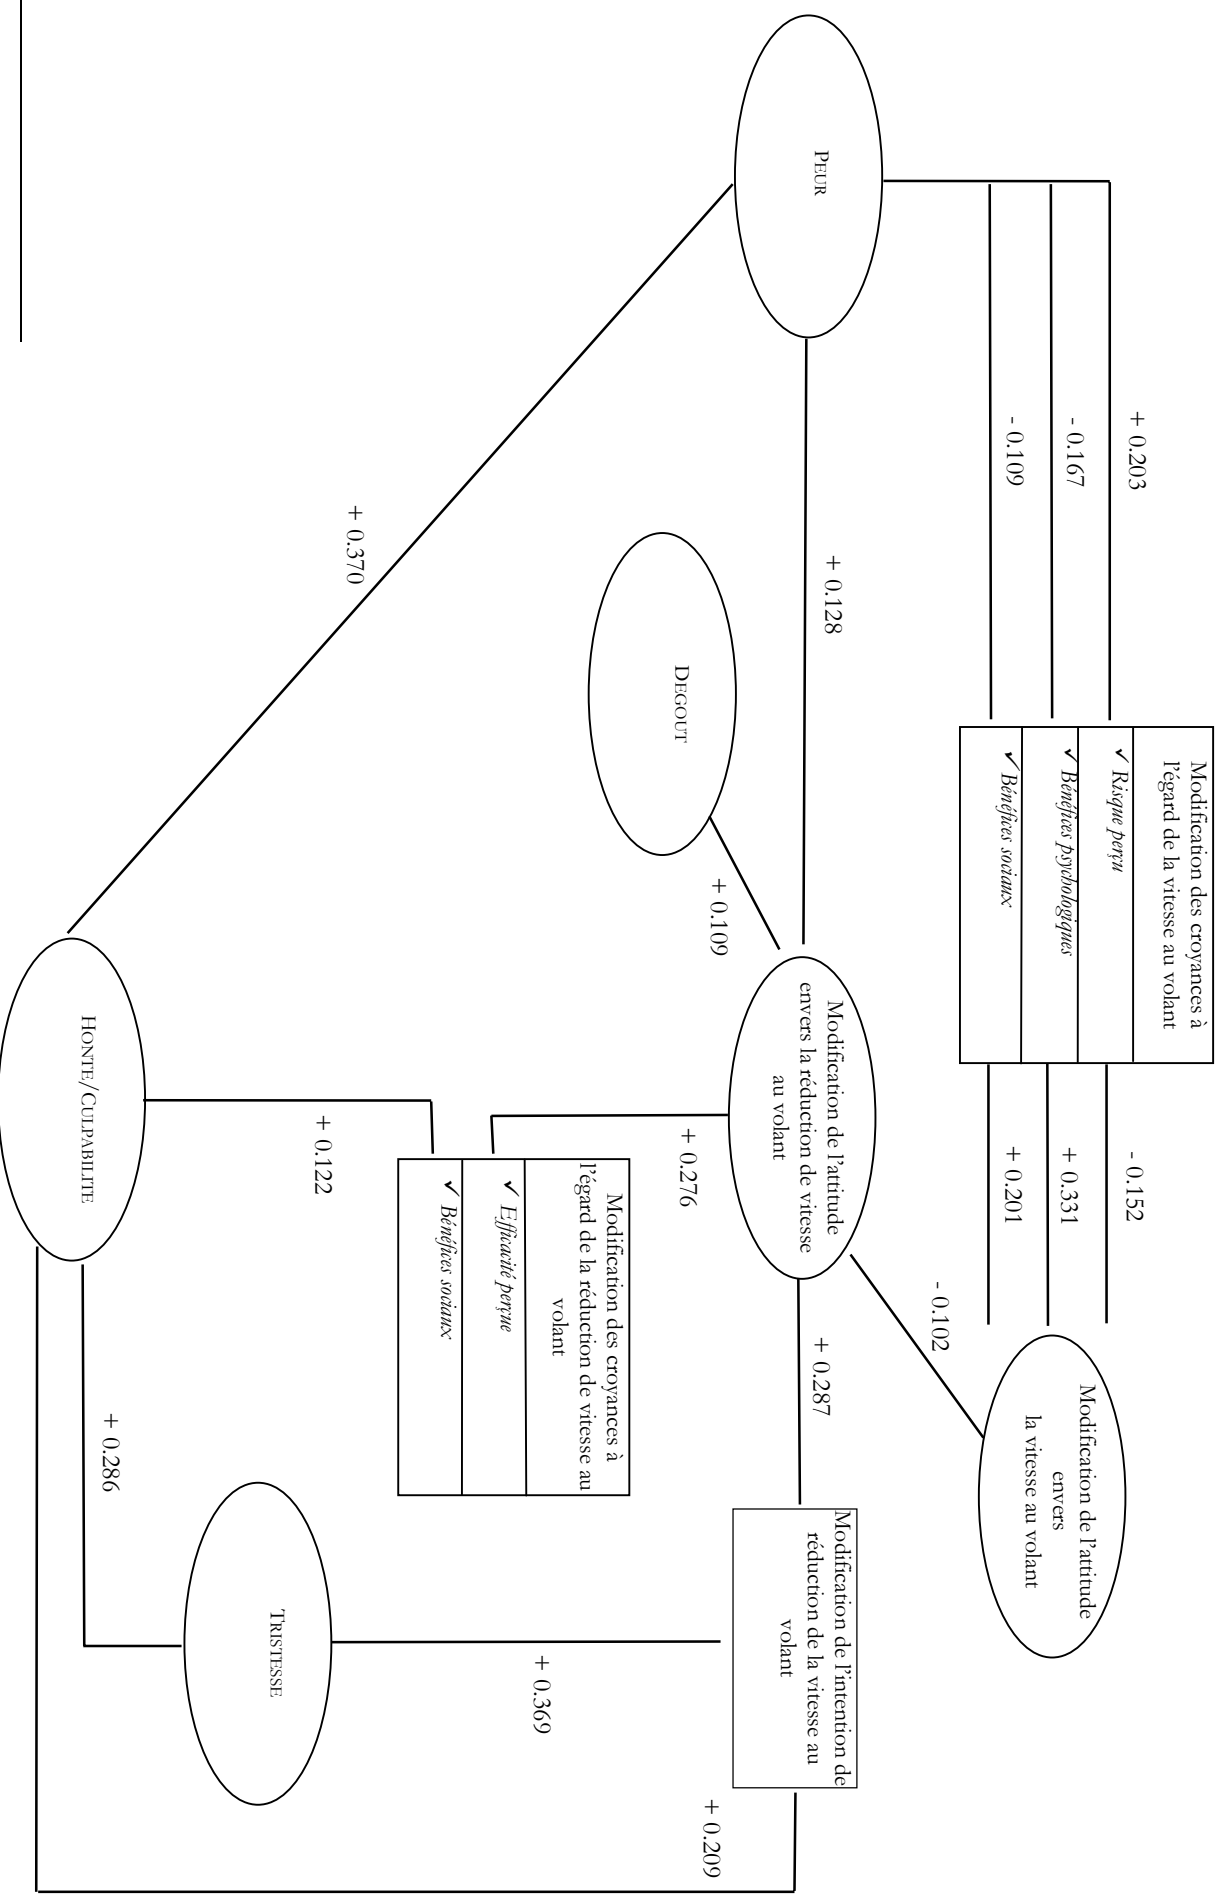 Modification des croyances à
l'égard de la vitesse au volant
✓ Risque perçu
✓ Bénéfices psychologiques
✓ Bénéfices sociaux
+ 0.203
- 0.167
- 0.109
- 0.152
+ 0.331
+ 0.201
Modification de l'attitude
envers
la vitesse au volant
PEUR
+ 0.128
- 0.102
Modification de l'attitude
envers la réduction de vitesse
au volant
+ 0.287
Modification de l'intention de
réduction de la vitesse au
volant
DEGOUT
+ 0.109
+ 0.276
+ 0.209
Modification des croyances à
l'égard de la réduction de vitesse au
volant
✓ Efficacité perçue
✓ Bénéfices sociaux
+ 0.369
+ 0.370
+ 0.122
TRISTESSE
HONTE/CULPABILITE
+ 0.286